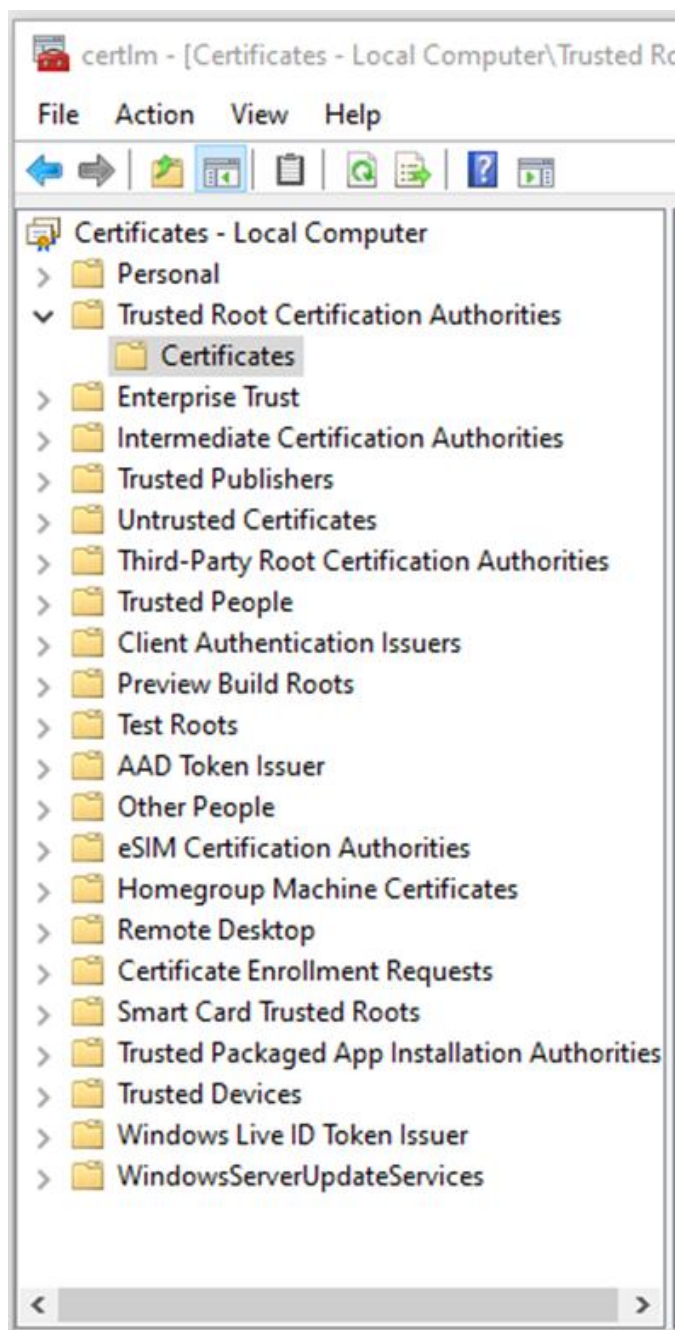 certlm - [Certificates - Local Computer\Trusted Ro
File Action View Help
Certificates - Local Computer
Personal
Trusted Root Certification Authorities
Certificates
Enterprise Trust
Intermediate Certification Authorities
Trusted Publishers
Untrusted Certificates
Third-Party Root Certification Authorities
Trusted People
Client Authentication Issuers
Preview Build Roots
Test Roots
AAD Token Issuer
Other People
eSIM Certification Authorities
Homegroup Machine Certificates
Remote Desktop
Certificate Enrollment Requests
Smart Card Trusted Roots
Trusted Packaged App Installation Authorities
Trusted Devices
Windows Live ID Token Issuer
WindowsServerUpdateServices